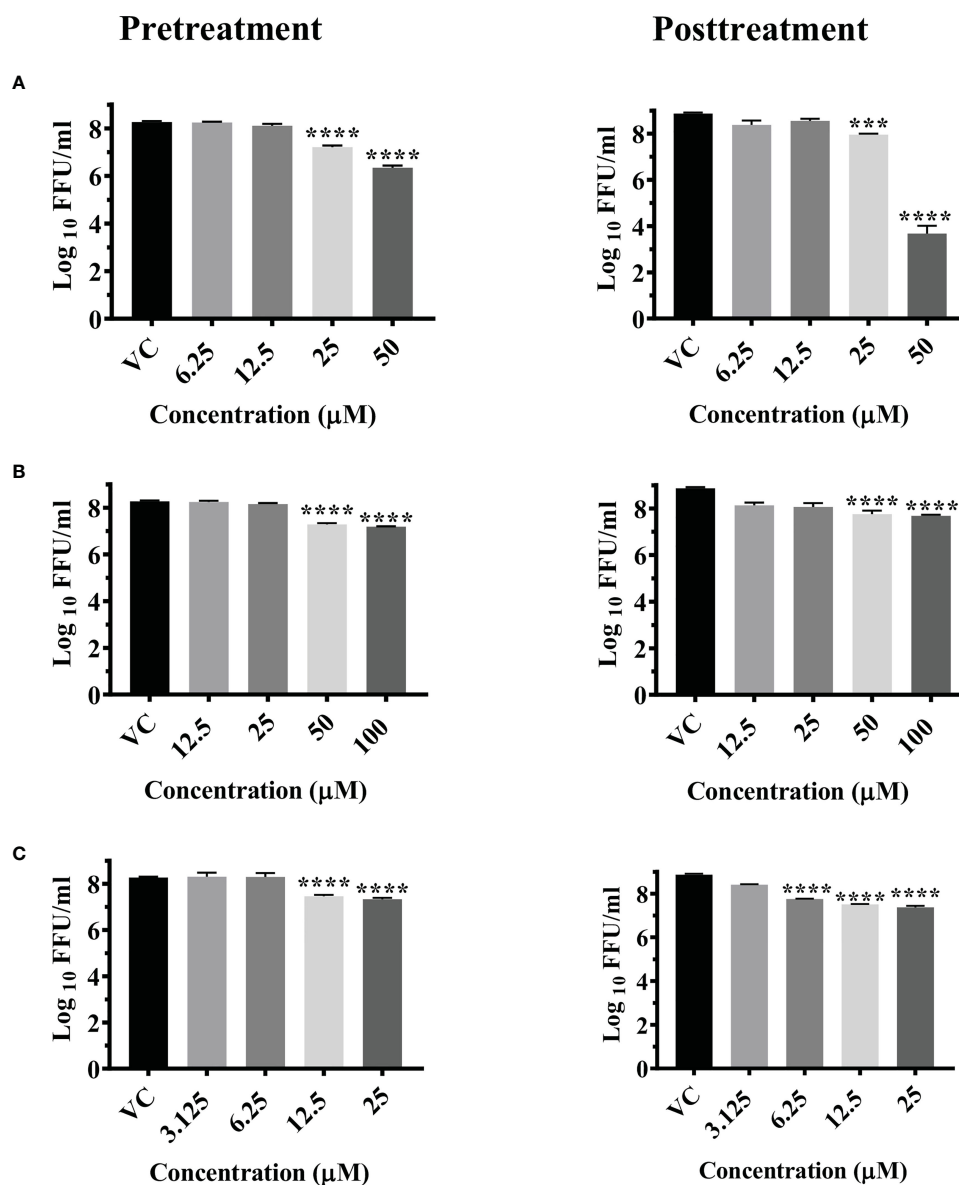 Pretreatment
Posttreatment
A
Log 10 FFU/ml
8
6
4
2
0
****
****
VC
6.25
12.5
25
50
Concentration (μM)
Log 10 FFU/ml
8
6
4
2
0
***
****
VC
6.25
12.5
25
50
Concentration (μM)
B
Log 10 FFU/ml
8
6
4
2
0
****
****
VC
12.5
25
50
100
Concentration (μM)
Log 10 FFU/ml
8
6
4
2
0
****
****
VC
12.5
25
50
100
Concentration (μM)
C
Log 10 FFU/ml
8
6
4
2
0
****
****
VC
3.125
6.25
12.5
25
Concentration (μM)
Log 10 FFU/ml
8
6
4
2
0
****
****
****
VC
3.125
6.25
12.5
25
Concentration (μM)